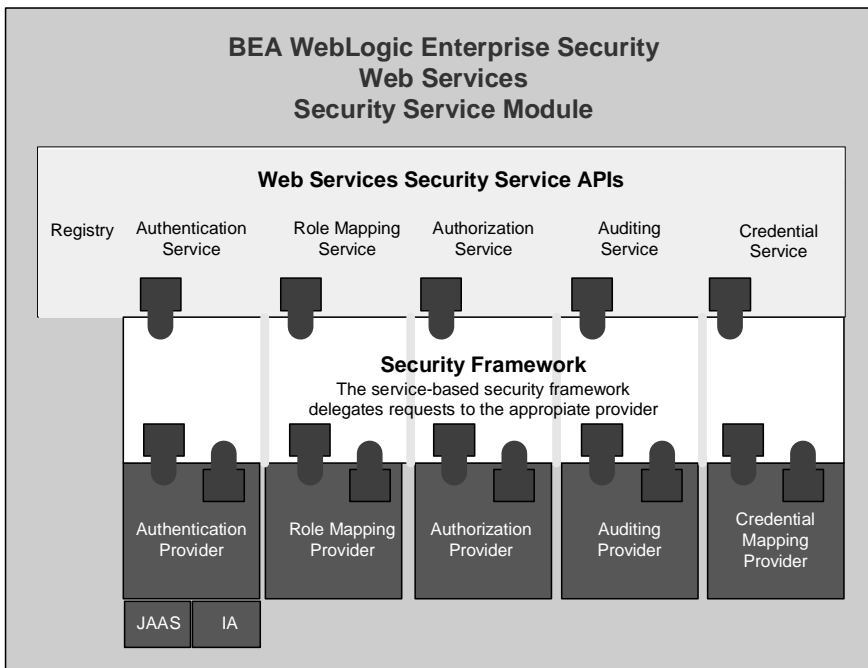 BEA WebLogic Enterprise Security
Web Services
Security Service Module
Web Services Security Service APIs
Registry
Authentication
Service
Role Mapping
Service
Authorization
Service
Auditing
Service
Credential
Service
Security Framework
The service-based security framework
delegates requests to the appropiate provider
Authentication
Provider
Role Mapping
Provider
Authorization
Provider
Auditing
Provider
Credential
Mapping
Provider
JAAS
IA